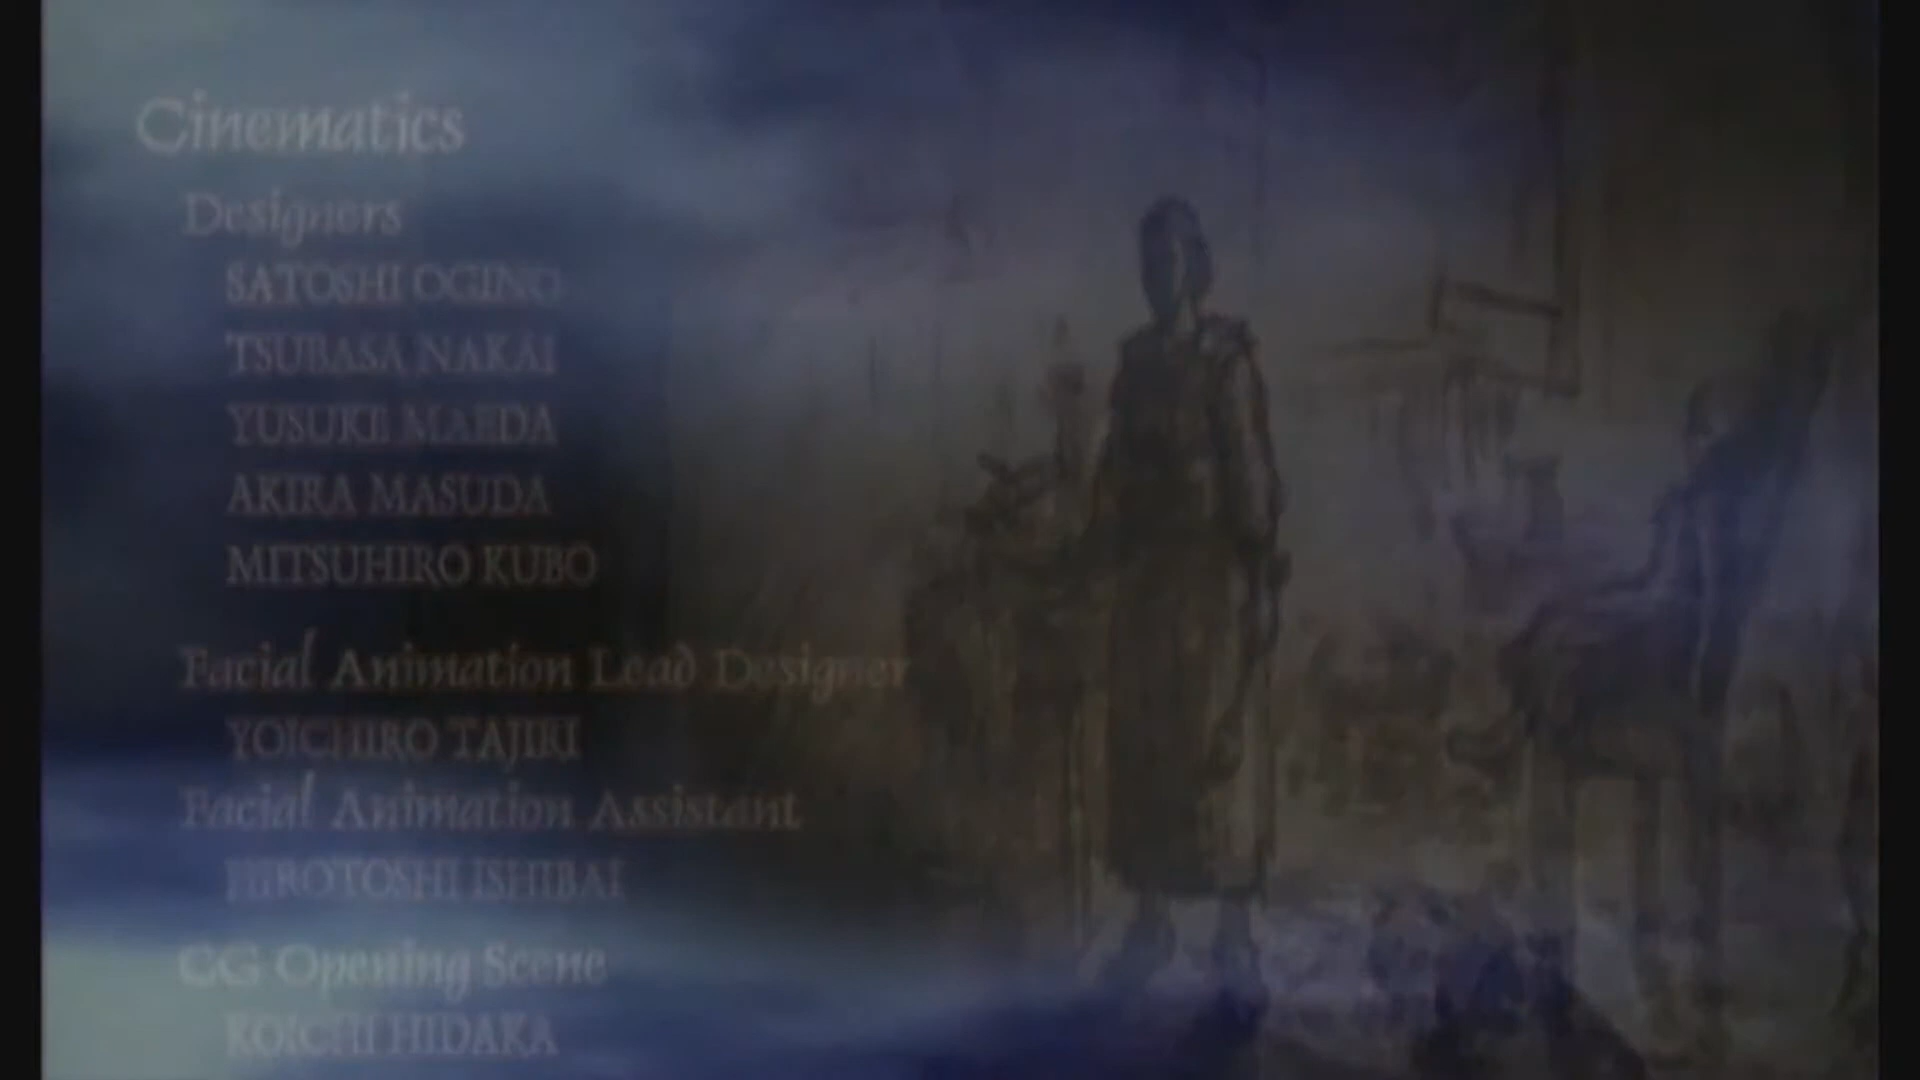 Cinematics
Designers
SATOSHI OGINO
TSUBASA NAKAI
YUSUKE MAEDA
AKIRA MASUDA
MITSUHIRO KUBO
Facial Animation Lead Designer
YOICHIRO TAJIRI
Facial Animation Assistant
HIROTOSHI ISHIBAI
CG Opening Scene
KOICHI HIDAKA